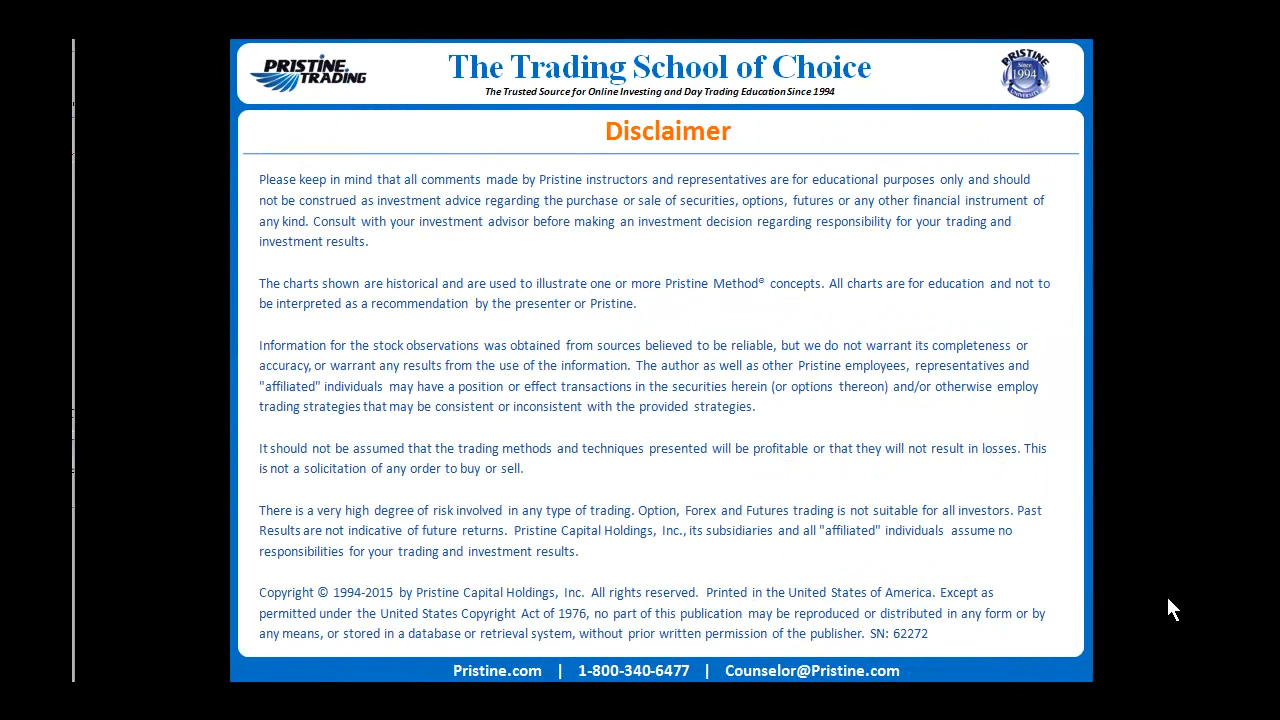 PRISTINE
TRADING
The Trading School of Choice
The Trusted Source for Online Investing and Day Trading Education Since 1994
PRISTINE
Since
1994
UNIVERSITY
Disclaimer
Please keep in mind that all comments made by Pristine instructors and representatives are for educational purposes only and should
not be construed as investment advice regarding the purchase or sale of securities, options, futures or any other financial instrument of
any kind. Consult with your investment advisor before making an investment decision regarding responsibility for your trading and
investment results.
The charts shown are historical and are used to illustrate one or more Pristine Method® concepts. All charts are for education and not to
be interpreted as a recommendation by the presenter or Pristine.
Information for the stock observations was obtained from sources believed to be reliable, but we do not warrant its completeness or
accuracy, or warrant any results from the use of the information. The author as well as other Pristine employees, representatives and
"affiliated" individuals may have a position or effect transactions in the securities herein (or options thereon) and/or otherwise employ
trading strategies that may be consistent or inconsistent with the provided strategies.
It should not be assumed that the trading methods and techniques presented will be profitable or that they will not result in losses. This
is not a solicitation of any order to buy or sell.
There is a very high degree of risk involved in any type of trading. Option, Forex and Futures trading is not suitable for all investors. Past
Results are not indicative of future returns. Pristine Capital Holdings, Inc., its subsidiaries and all "affiliated" individuals assume no
responsibilities for your trading and investment results.
Copyright © 1994-2015 by Pristine Capital Holdings, Inc. All rights reserved. Printed in the United States of America. Except as
permitted under the United States Copyright Act of 1976, no part of this publication may be reproduced or distributed in any form or by
any means, or stored in a database or retrieval system, without prior written permission of the publisher. SN: 62272
Pristine.com | 1-800-340-6477 | Counselor@Pristine.com